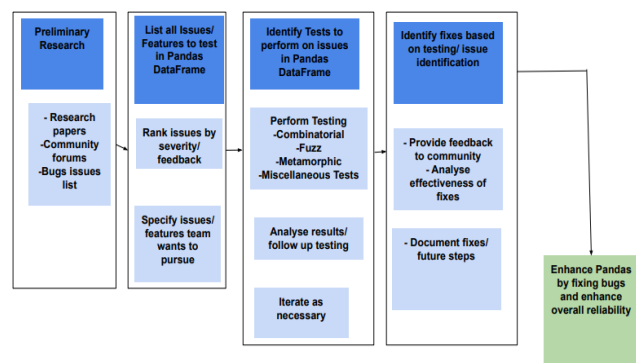 Preliminary
Research
- Research
papers
-Community
forums
-Bugs issues
list
List all Issues/
Features to test
in Pandas
DataFrame
Rank issues by
severity/
feedback
Specify issues/
features team
wants to
pursue
Identify Tests to
perform on issues
in Pandas
DataFrame
Perform Testing
-Combinatorial
-Fuzz
-Metamorphic
-Miscellaneous Tests
Analyse results/
follow up testing
Iterate as
necessary
Identify fixes based
on testing/ issue
identification
- Provide feedback
to community
- Analyse
effectiveness of
fixes
- Document fixes/
future steps
Enhance Pandas
by fixing bugs
and enhance
overall reliability